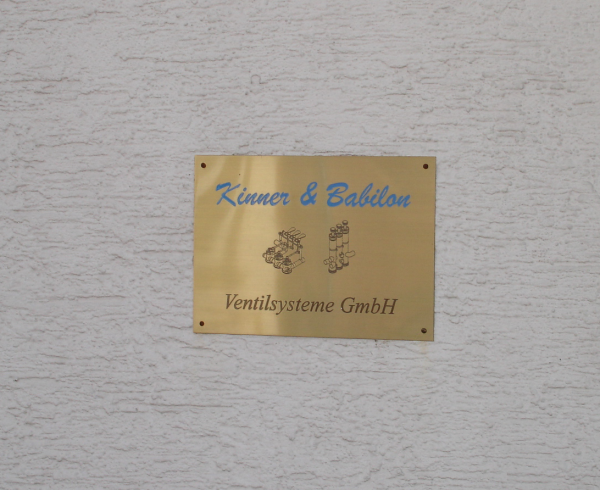 Kinner & Babilon
Ventilsysteme GmbH